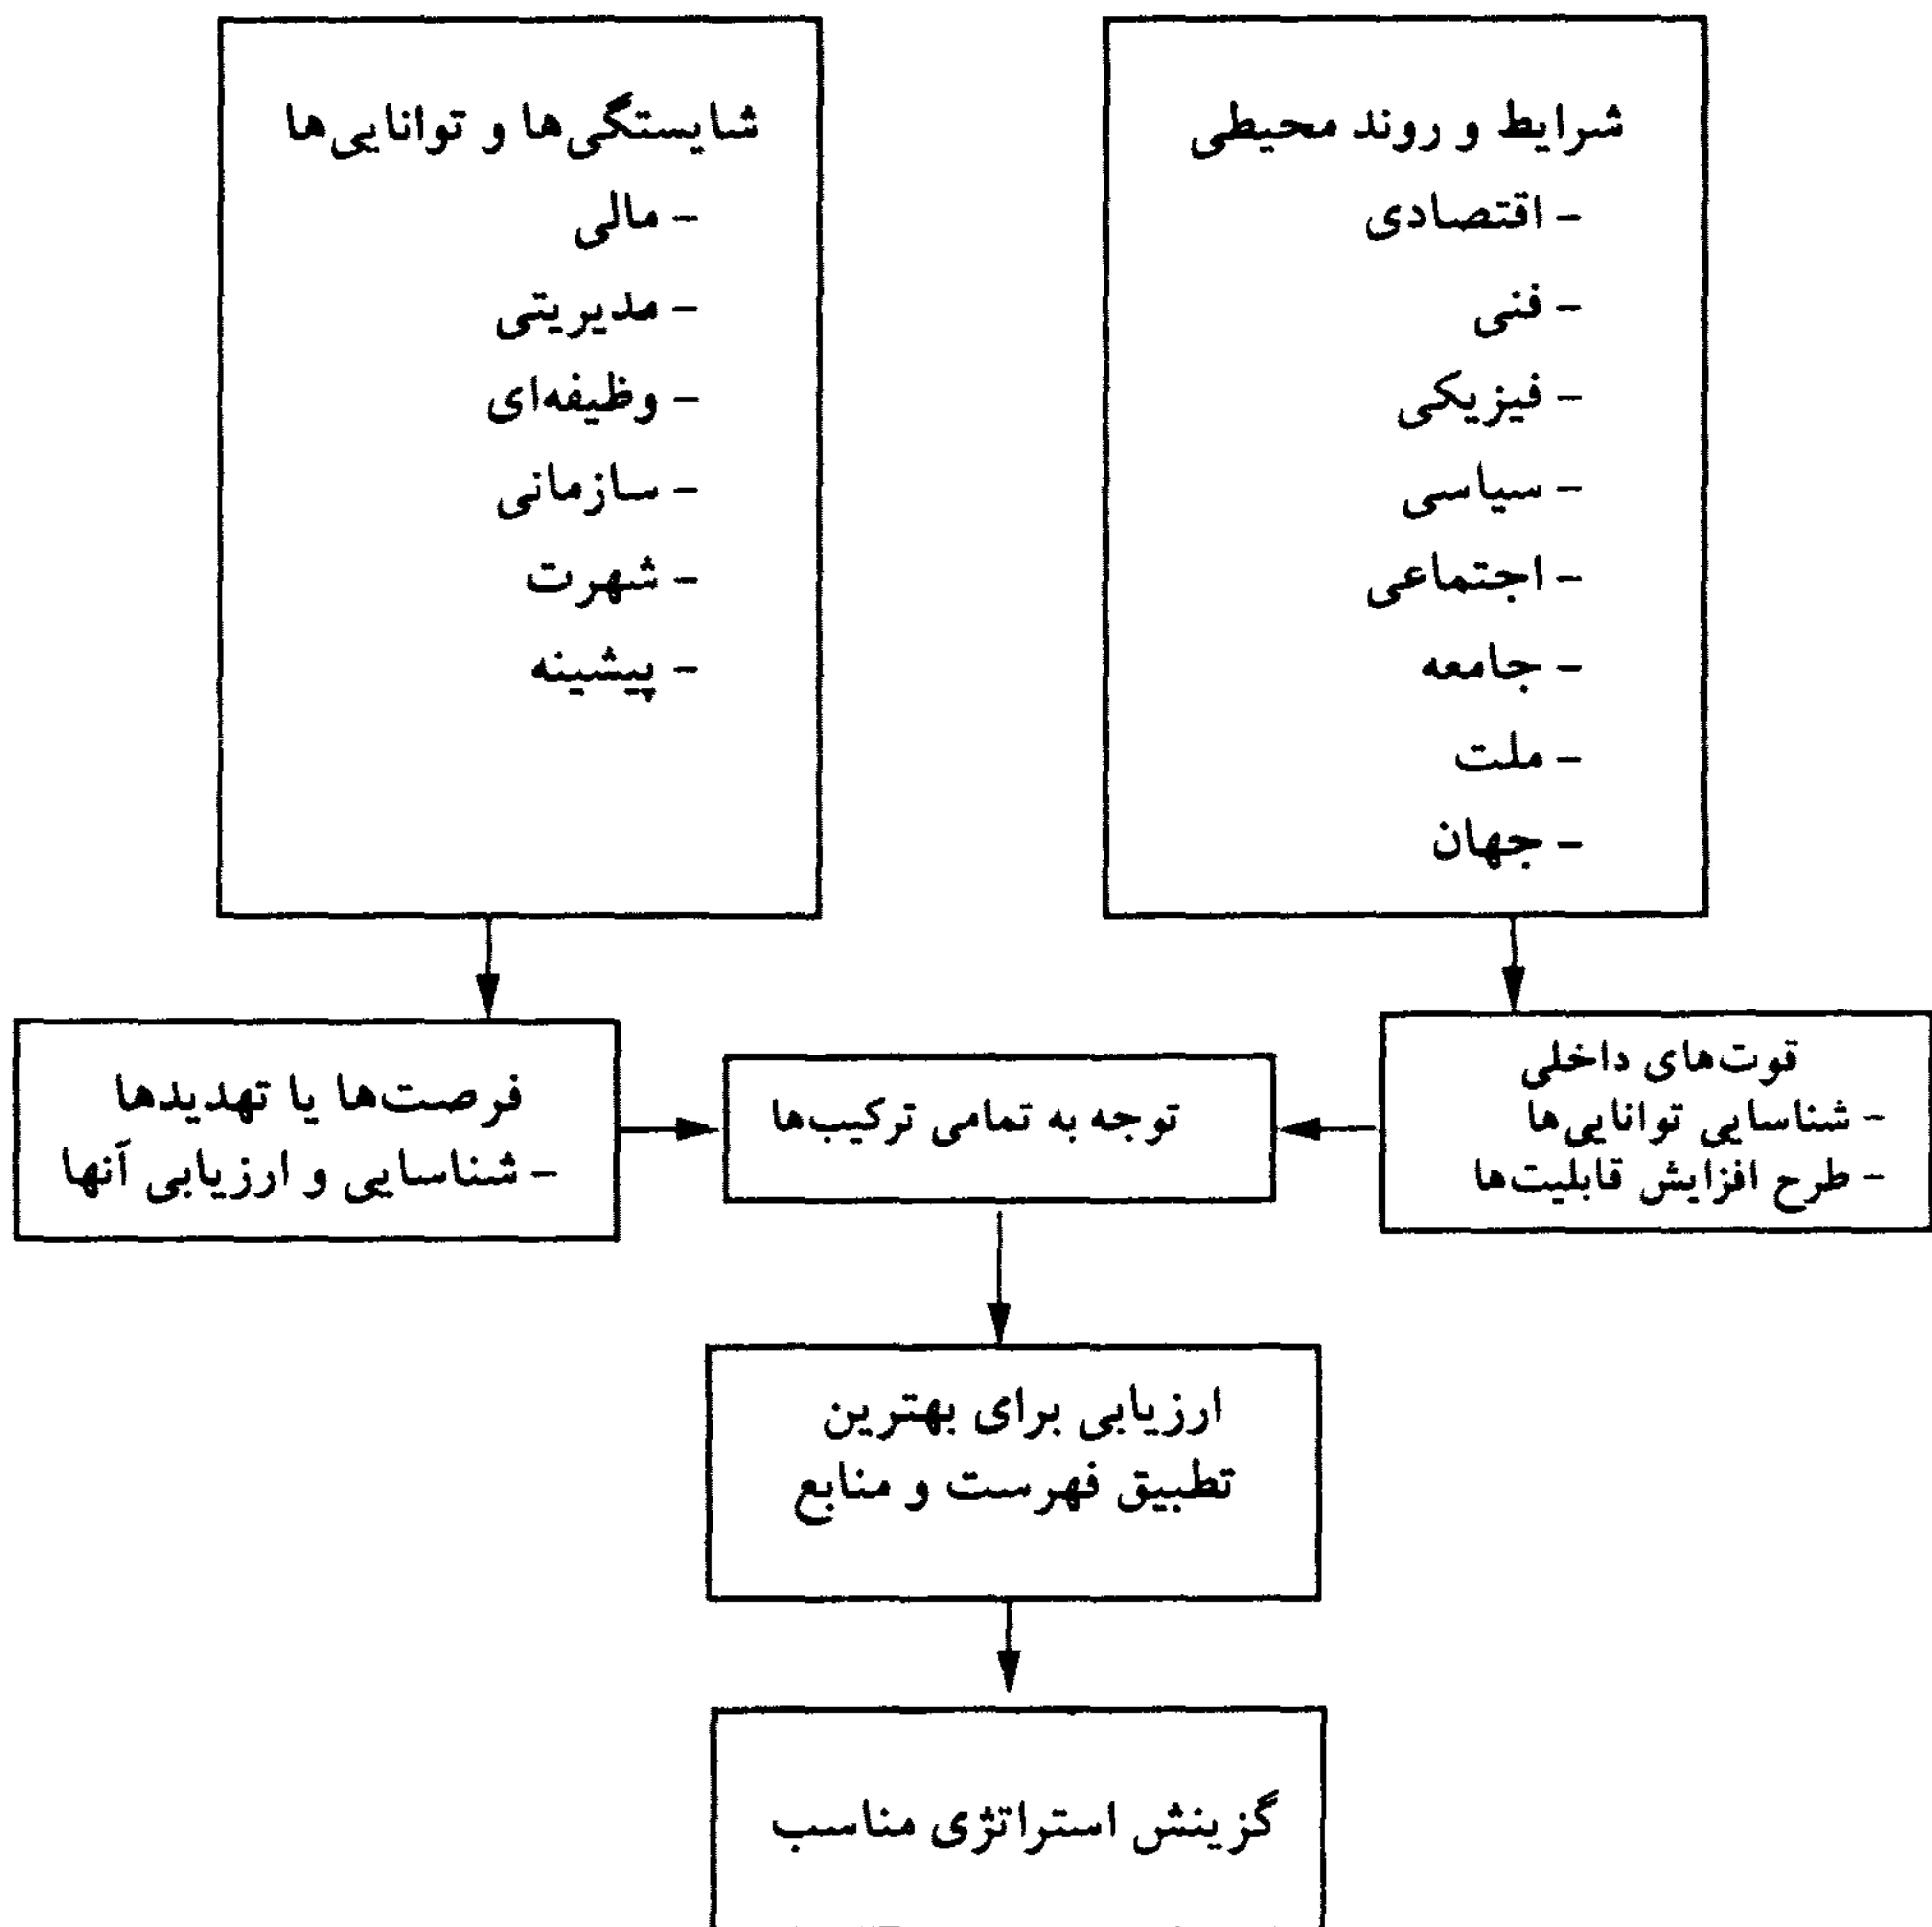 شرایط و روند محیطی
- اقتصادی
- فنی
- فیزیکی
- سیاسی
- اجتماعی
- جامعه
- ملت
- جهان
شایستگی‌ها و توانایی‌ها
- مالی
- مدیریتی
- وظیفه‌ای
- سازمانی
- شهرت
- پیشینه
قوت‌های داخلی
- شناسایی توانایی‌ها
- طرح افزایش قابلیت‌ها
توجه به تمامی ترکیب‌ها
فرصت‌ها یا تهدیدها
- شناسایی و ارزیابی آنها
ارزیابی برای بهترین
تطبیق فهرست و منابع
گزینش استراتژی مناسب